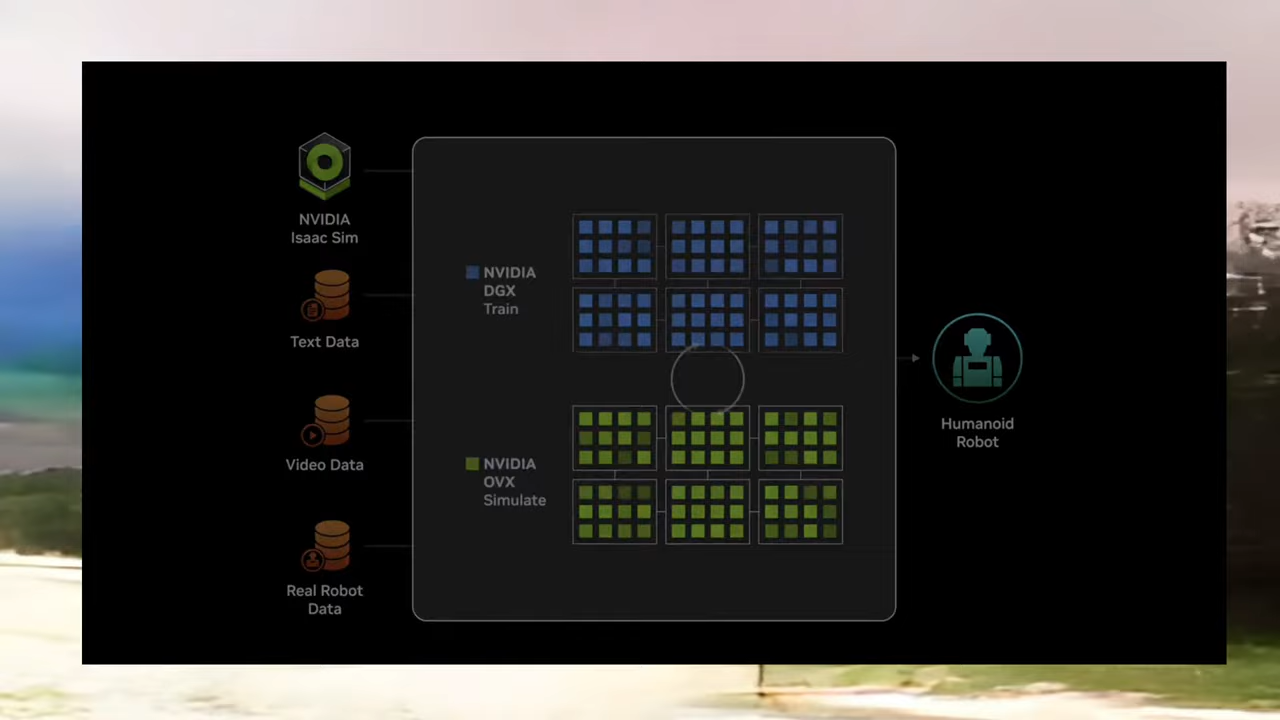 NVIDIA
Isaac Sim
Text Data
Video Data
Real Robot
Data
NVIDIA
DGX
Train
NVIDIA
OVX
Simulate
Humanoid
Robot